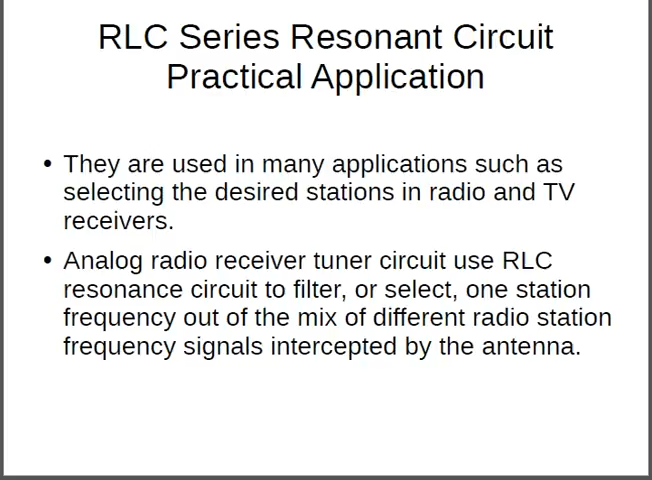 RLC Series Resonant Circuit
Practical Application
• They are used in many applications such as
selecting the desired stations in radio and TV
receivers.
• Analog radio receiver tuner circuit use RLC
resonance circuit to filter, or select, one station
frequency out of the mix of different radio station
frequency signals intercepted by the antenna.